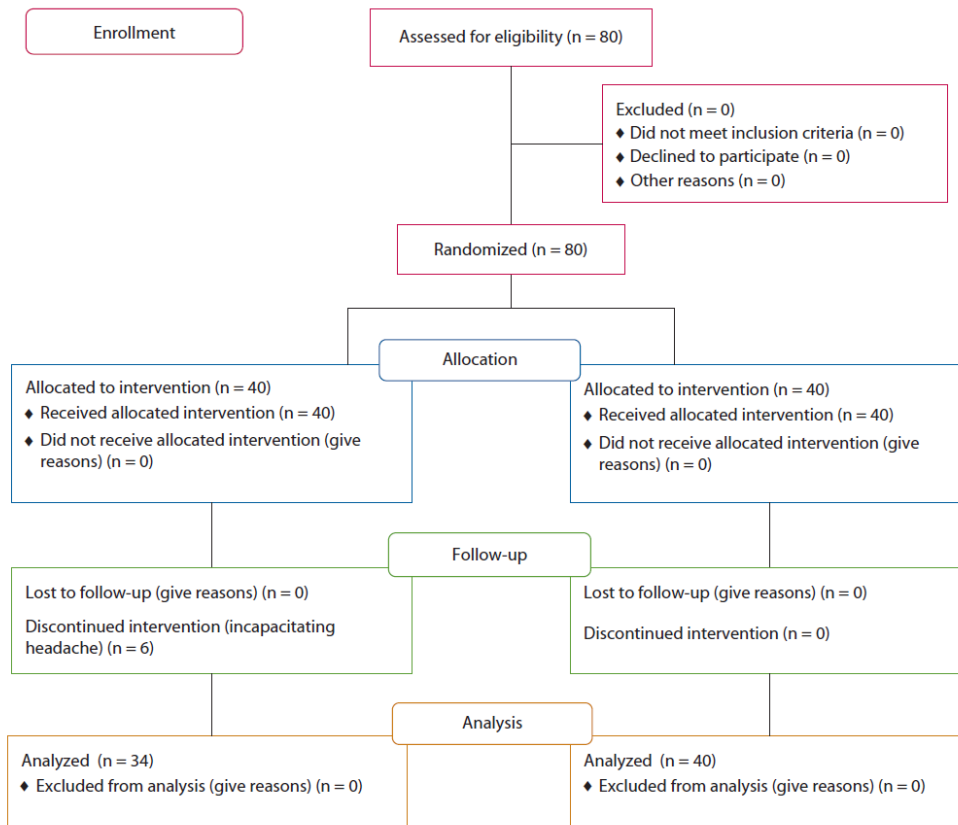 Enrollment
Assessed for eligibility (n = 80)
Excluded (n = 0)
♦ Did not meet inclusion criteria (n = 0)
♦ Declined to participate (n = 0)
♦ Other reasons (n = 0)
Randomized (n = 80)
Allocation
Allocated to intervention (n = 40)
♦ Received allocated intervention (n = 40)
♦ Did not receive allocated intervention (give
reasons) (n = 0)
Allocated to intervention (n = 40)
♦ Received allocated intervention (n = 40)
♦ Did not receive allocated intervention (give
reasons) (n = 0)
Follow-up
Lost to follow-up (give reasons) (n = 0)
Discontinued intervention (incapacitating
headache) (n = 6)
Lost to follow-up (give reasons) (n = 0)
Discontinued intervention (n = 0)
Analysis
Analyzed (n = 34)
♦ Excluded from analysis (give reasons) (n = 0)
Analyzed (n = 40)
♦ Excluded from analysis (give reasons) (n = 0)